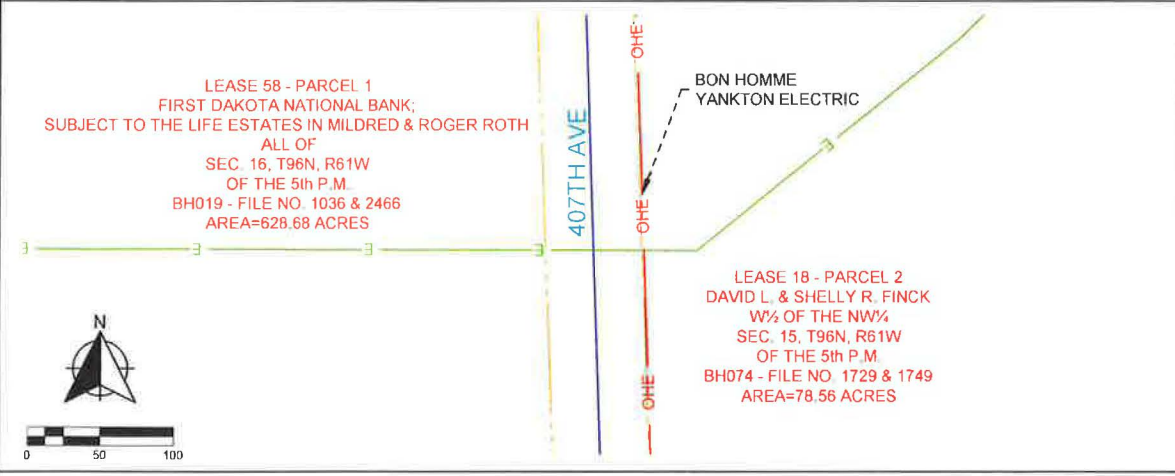 LEASE 58 - PARCEL 1
FIRST DAKOTA NATIONAL BANK;
SUBJECT TO THE LIFE ESTATES IN MILDRED & ROGER ROTH
ALL OF
SEC. 16, T96N, R61W
OF THE 5th P.M.
BH019 - FILE NO. 1036 & 2466
AREA=628.68 ACRES
407TH AVE
OHE
BON HOMME
YANKTON ELECTRIC
E
OHE
E
E
E
E
LEASE 18 - PARCEL 2
DAVID L. & SHELLY R. FINCK
W½ OF THE NW¼
SEC. 15, T96N, R61W
OF THE 5th P.M.
BH074 - FILE NO. 1729 & 1749
AREA=78.56 ACRES
OHE
N
0 50 100